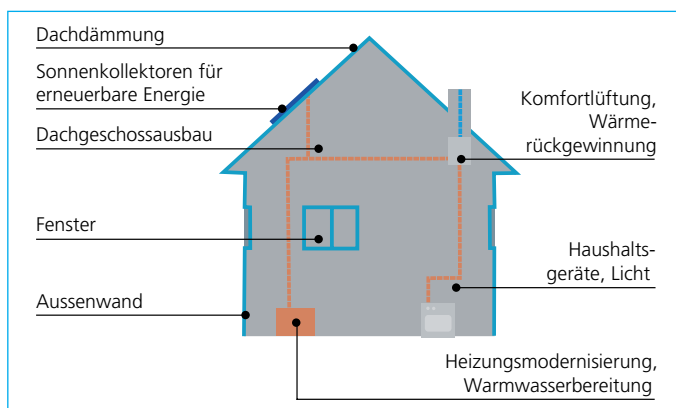 Dachdämmung
Sonnenkollektoren für
erneuerbare Energie
Dachgeschossausbau
Fenster
Aussenwand
Komfortlüftung,
Wärme-
rückgewinnung
Haushalts-
geräte, Licht
Heizungsmodernisierung,
Warmwasserbereitung